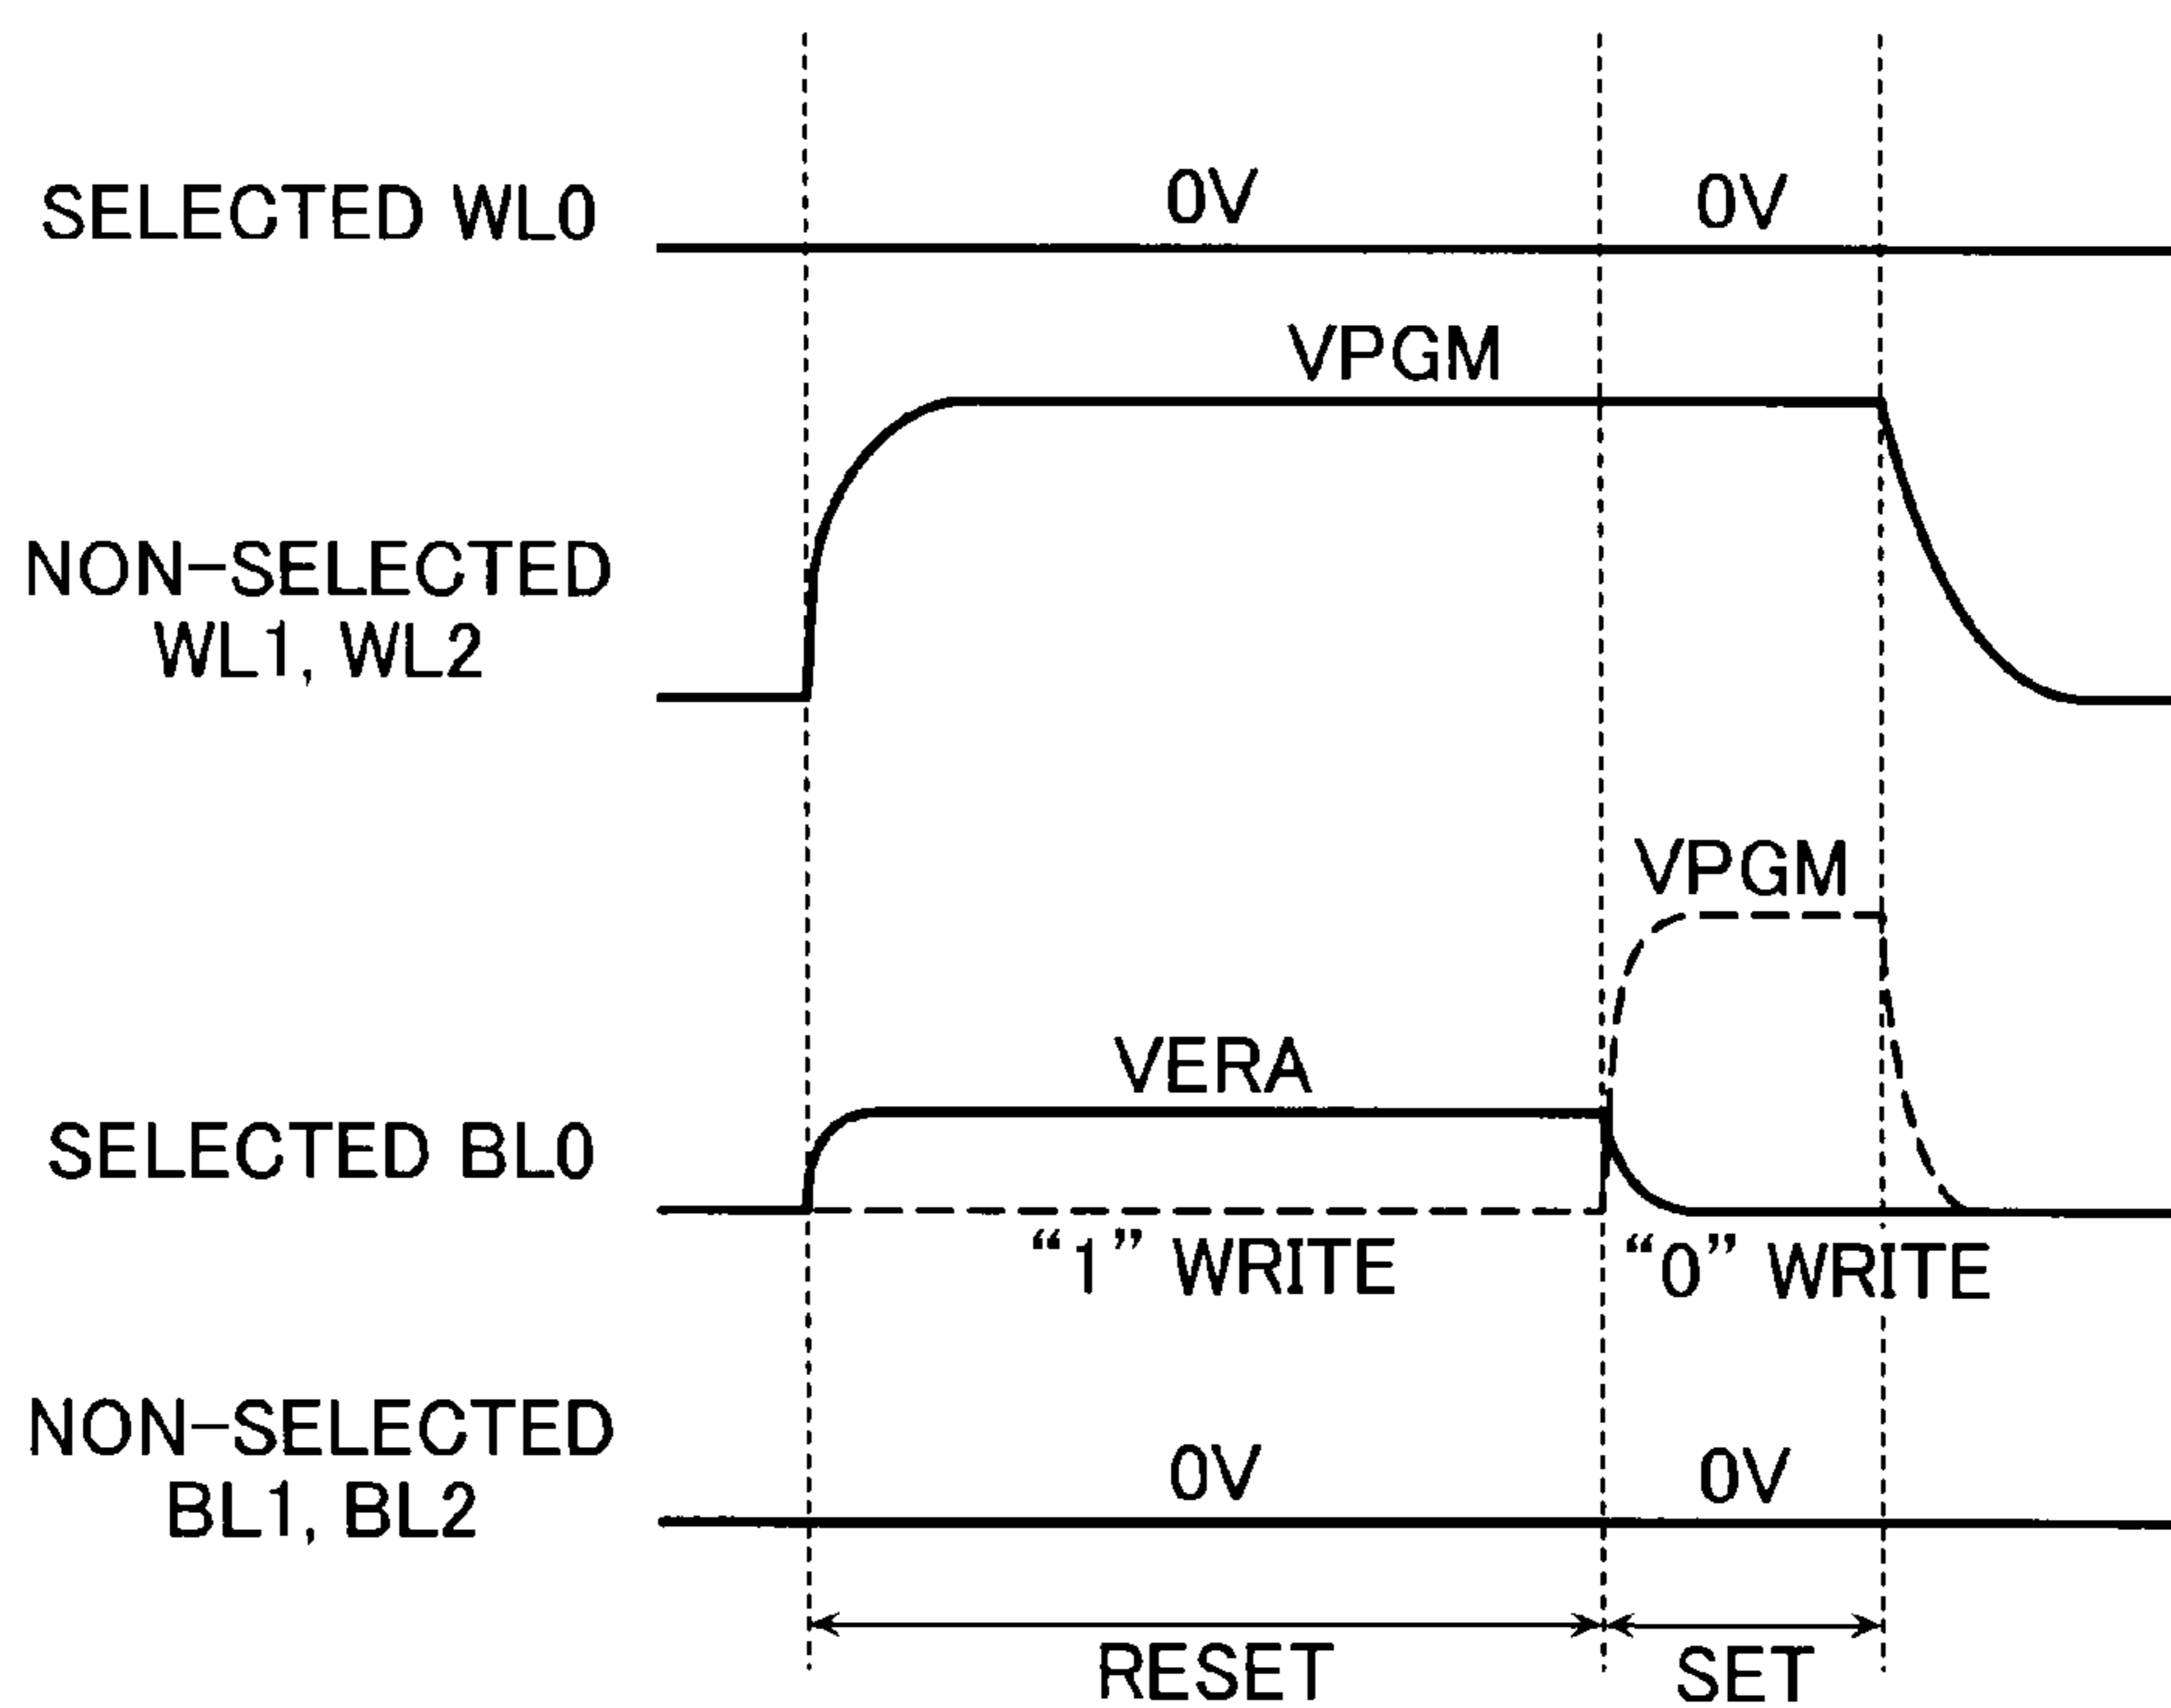 0V
0V
SELECTED WL0
VPGM
NON-SELECTED
WL1, WL2
VPGM
VERA
SELECTED BL0
“1” WRITE
“0” WRITE
NON-SELECTED
BL1, BL2
0V
0V
RESET
SET